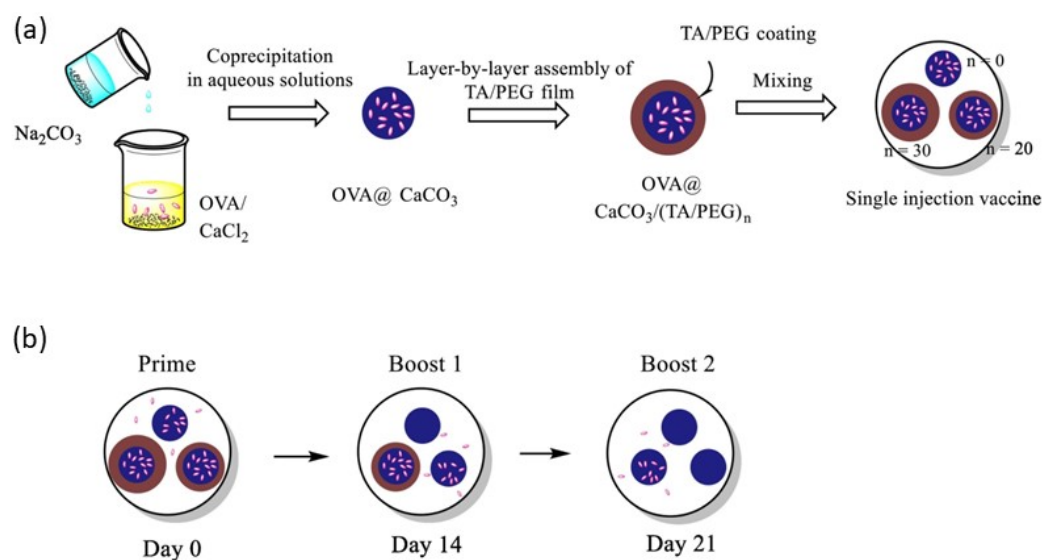 (a)
Na₂CO₃
OVA/
CaCl₂
Coprecipitation
in aqueous solutions
OVA@ CaCO₃
Layer-by-layer assembly of
TA/PEG film
TA/PEG coating
OVA@
CaCO₃/(TA/PEG)ₙ
Mixing
n = 0
n = 30
n = 20
Single injection vaccine
(b)
Prime
Boost 1
Boost 2
Day 0
Day 14
Day 21